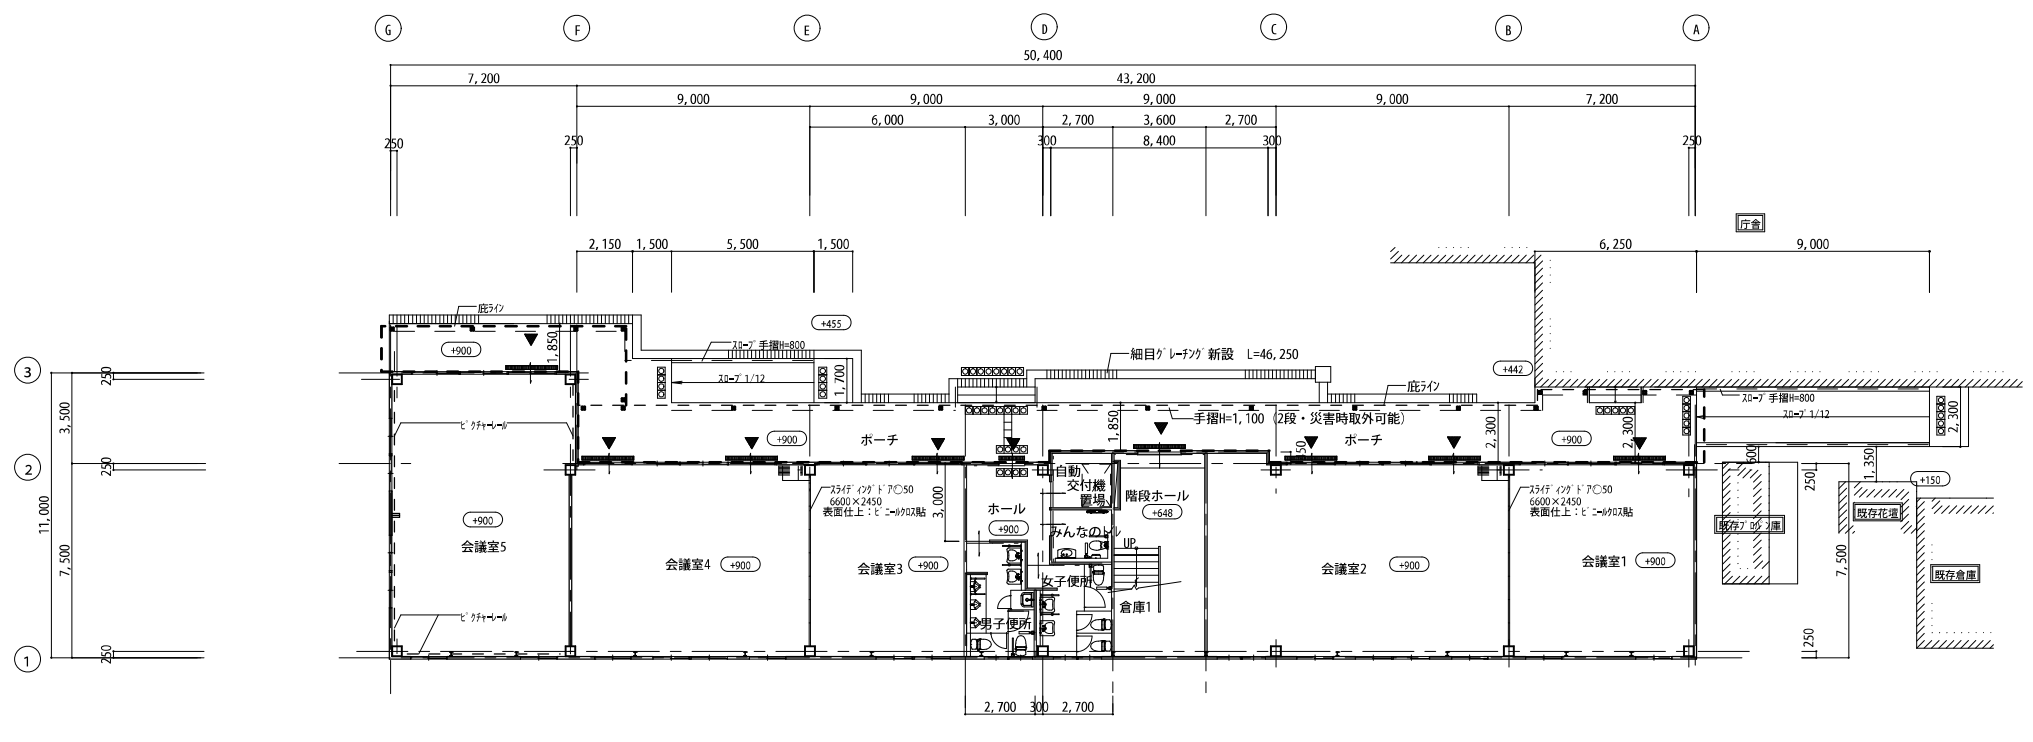 G F E D C B A
50,400
7,200 43,200
9,000 9,000 9,000 9,000 7,200
6,000 3,000 2,700 3,600 2,700
250 250 300 8,400 300 250
庁舎
2,150 1,500 5,500 1,500 6,250 9,000
庇ライン
+455
+900
1,850
スロープ手摺H=800
細目グレーチング新設 L=46,250
+442
3
250
スロープ1/12
1,700
庇ライン
スロープ手摺H=800
スロープ1/12
2,300
3,500
ピクチャーレール
+900
ポーチ
1,850
手摺H=1,100（2段・災害時取外可能）
ポーチ
2,300
+900
2,300
2
250
自動
交付機
置場
階段ホール
+648
1,350
250
+150
スライディングドア○50
6600×2450
表面仕上：ビニールクロス貼
3,000
ホール
+900
スライディングドア○50
6600×2450
表面仕上：ビニールクロス貼
既存花壇
11,000
+900
会議室5
みんなのトイレ
UP
7,500
会議室4
+900
会議室3
+900
女子便所
会議室2
+900
会議室1
+900
7,500
既存倉庫
倉庫1
ピクチャーレール
男子便所
1
250
250
2,700 300 2,700